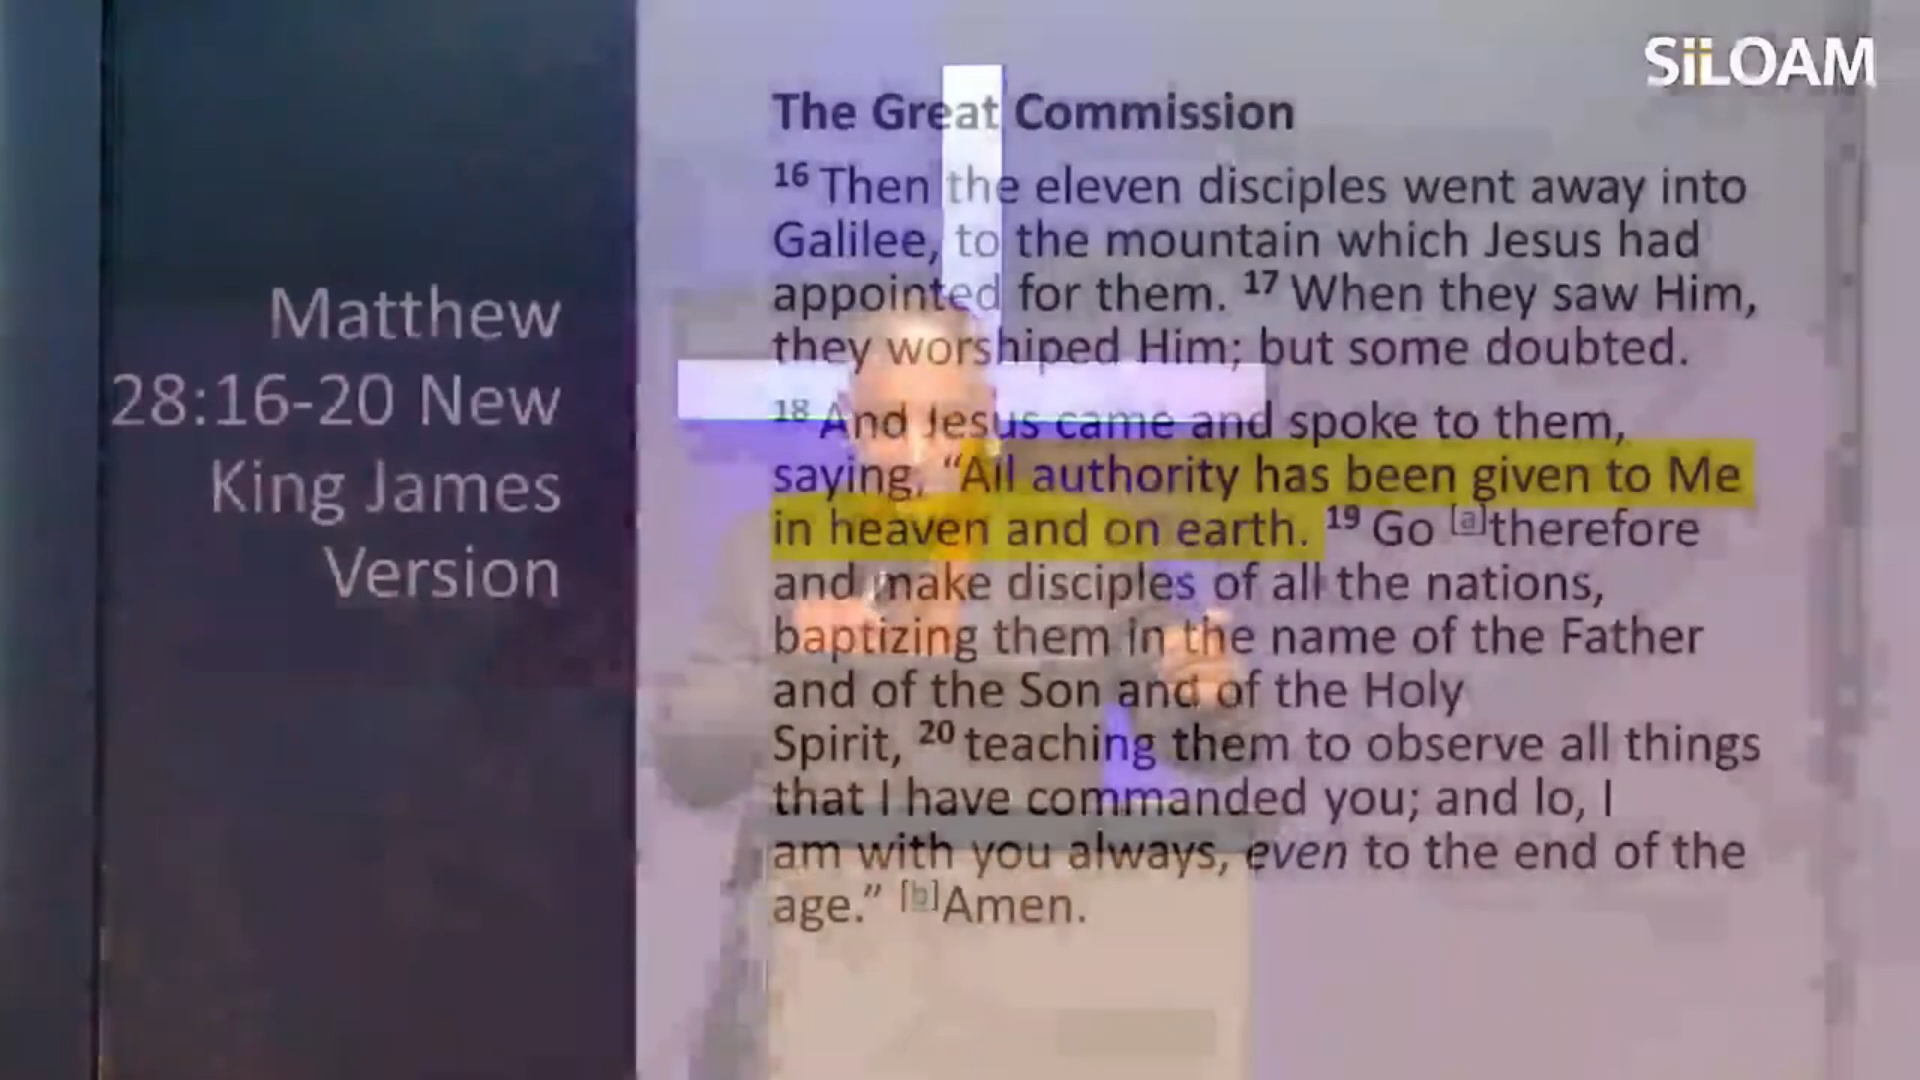 SiiLOAM
Matthew
28:16-20 New
King James
Version
The Great Commission
16 Then the eleven disciples went away into
Galilee, to the mountain which Jesus had
appointed for them. 17 When they saw Him,
they worshiped Him; but some doubted.
18 And Jesus came and spoke to them,
saying, “All authority has been given to Me
in heaven and on earth. 19 Go [a]therefore
and make disciples of all the nations,
baptizing them in the name of the Father
and of the Son and of the Holy
Spirit, 20 teaching them to observe all things
that I have commanded you; and lo, I
am with you always, even to the end of the
age.” [b]Amen.